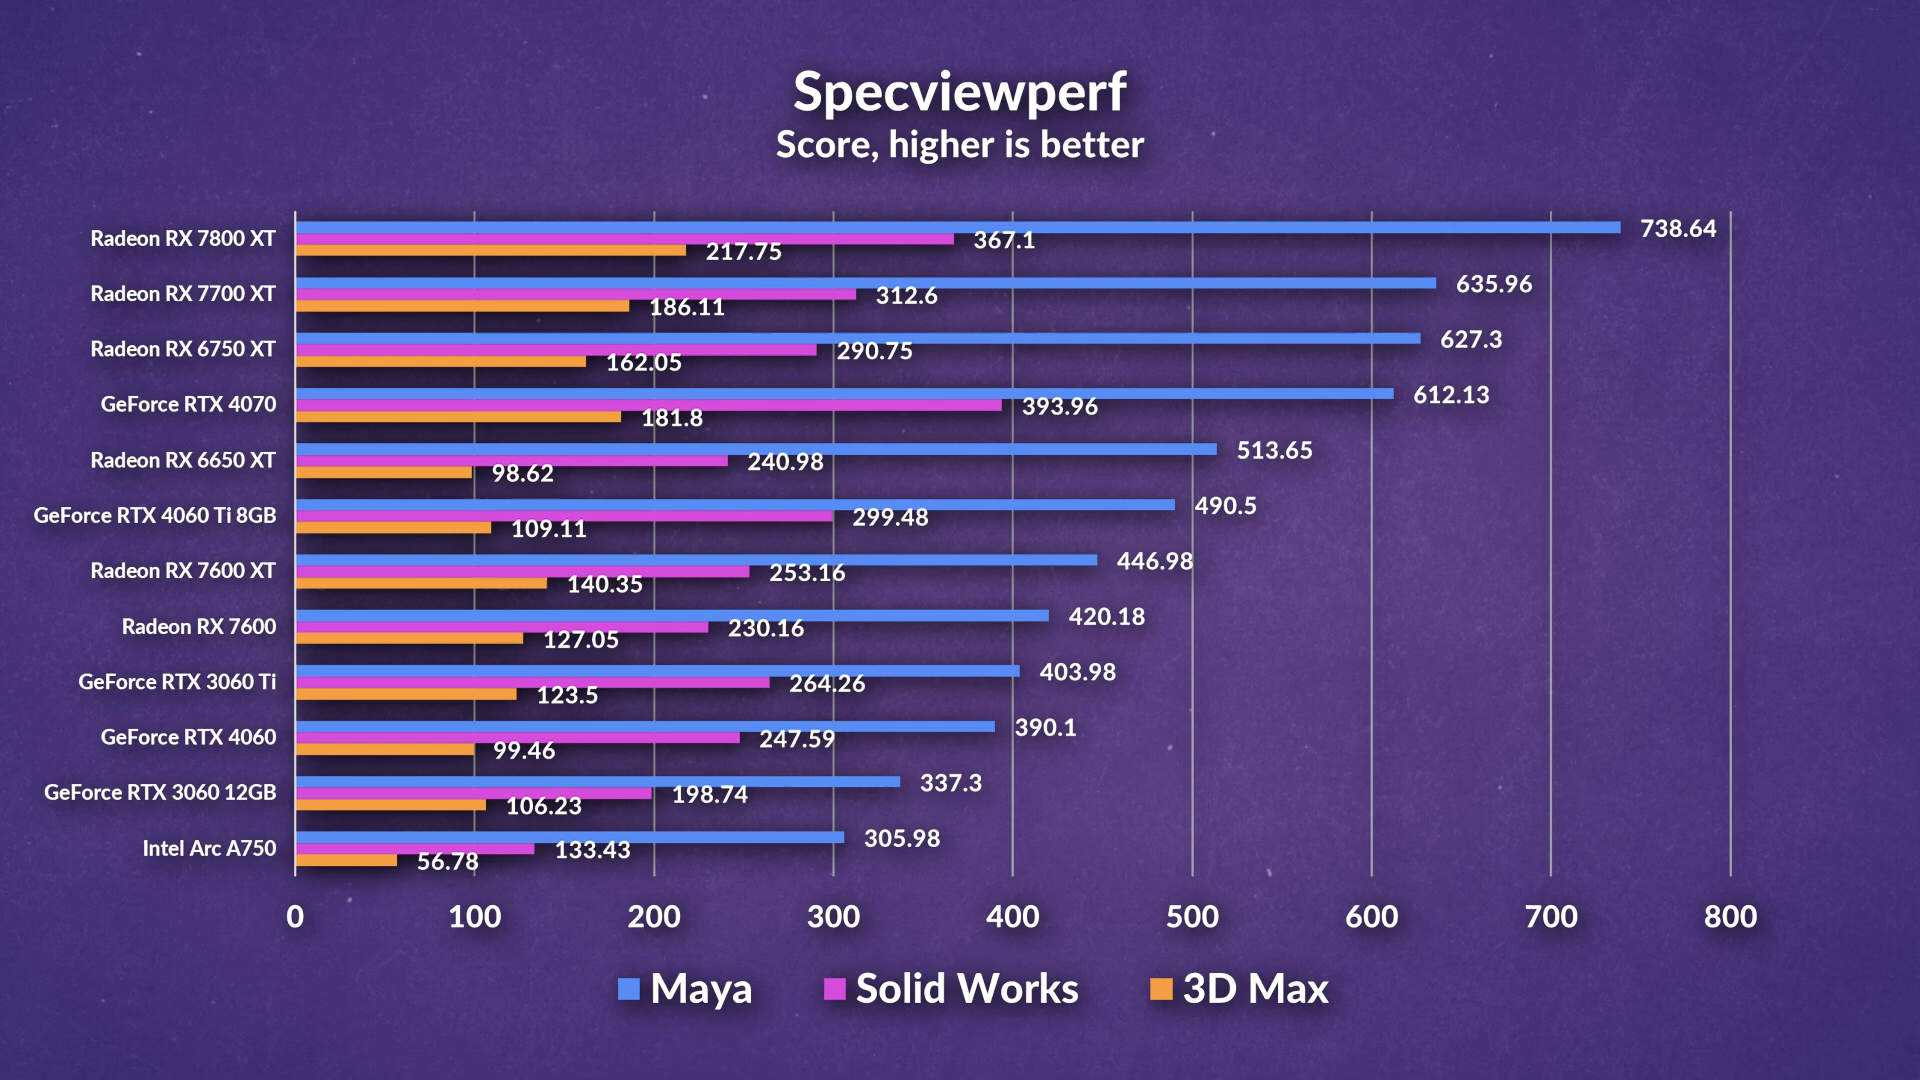 Specviewperf
Score, higher is better
Radeon RX 7800 XT
738.64
367.1
217.75
Radeon RX 7700 XT
635.96
312.6
186.11
Radeon RX 6750 XT
627.3
290.75
162.05
GeForce RTX 4070
612.13
393.96
181.8
Radeon RX 6650 XT
513.65
240.98
98.62
GeForce RTX 4060 Ti 8GB
490.5
299.48
109.11
Radeon RX 7600 XT
446.98
253.16
140.35
Radeon RX 7600
420.18
230.16
127.05
GeForce RTX 3060 Ti
403.98
264.26
123.5
GeForce RTX 4060
390.1
247.59
99.46
GeForce RTX 3060 12GB
337.3
198.74
106.23
Intel Arc A750
305.98
133.43
56.78
0 100 200 300 400 500 600 700 800
Maya Solid Works 3D Max